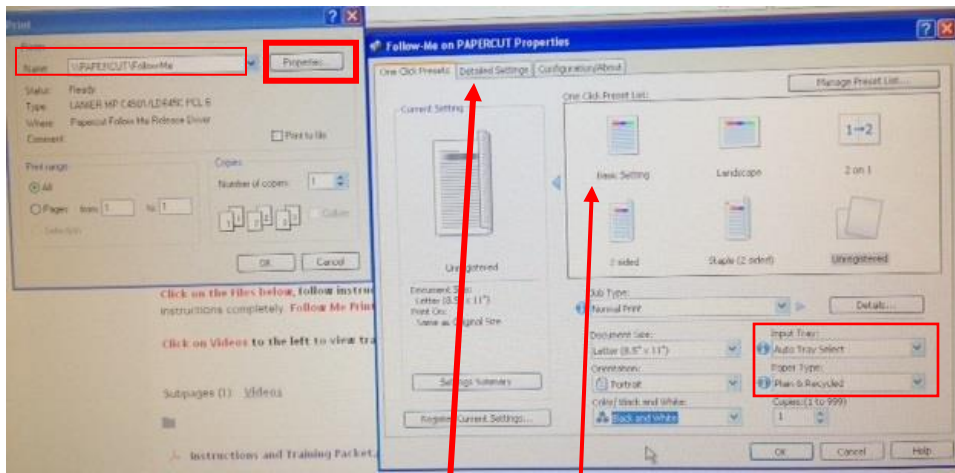 Print
Printer
Name: \\PAPERCUT\FollowMe
Properties...
Status: Ready
Type: LANIER MP C4501/LD645C PCL 6
Where: Papercut Follow Me Release Driver
Comment:
Print to file
Print range
All
Pages from: 1 to: 1
Selection
Copies
Number of copies: 1
Collate
OK
Cancel
Click on the Files below, follow
instructions completely. Follow Me
Click on Videos to the left to view
Subpages (1): Videos
Instructions and Training Packet.
Follow-Me on PAPERCUT Properties
One Click Presets
Detailed Settings
Configuration/About
Manage Preset List...
Current Setting
One Click Preset List:
1→2
Basic Setting
Landscape
2 on 1
2 sided
Staple (2 sided)
Unregistered
Unregistered
Document Size:
Letter (8.5" x 11")
Print On:
Same as Original Size
Settings Summary
Register Current Settings...
Job Type:
Normal Print
Details...
Document Size:
Letter (8.5" x 11")
Orientation:
Portrait
Color/ Black and White:
Black and White
Input Tray:
Auto Tray Select
Paper Type:
Plain & Recycled
Copies:(1 to 999)
1
OK
Cancel
Help